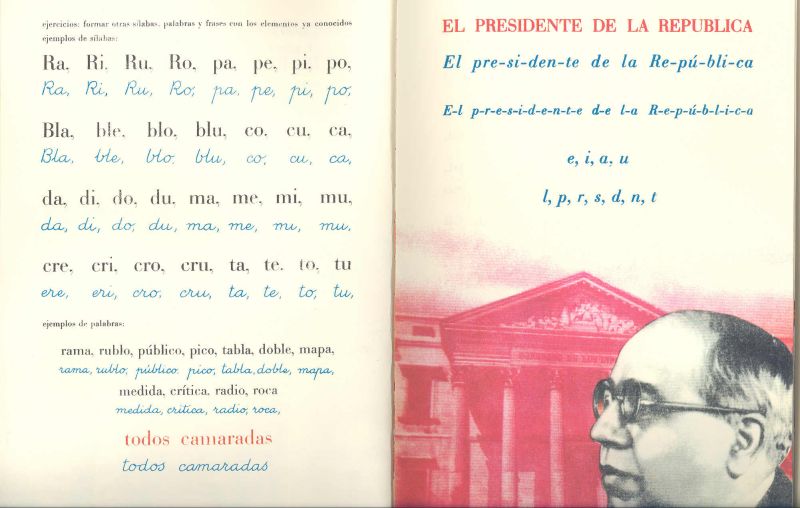 ejercicios: formar otras sílabas, palabras y frases con los elementos ya conocidos
ejemplos de sílabas:
Ra, Ri, Ru, Ro, pa, pe, pi, po,
Ra, Ri, Ru, Ro, pa, pe, pi, po,
Bla, ble, blo, blu, co, cu, ca,
Bla, ble, blo, blu, co, cu, ca,
da, di, do, du, ma, me, mi, mu,
da, di, do, du, ma, me, mi, mu,
cre, cri, cro, cru, ta, te, to, tu
cre, cri, cro, cru, ta, te, to, tu,
ejemplos de palabras:
rama, rublo, público, pico, tabla, doble, mapa,
rama, rublo, público, pico, tabla, doble, mapa,
medida, crítica, radio, roca
medida, crítica, radio, roca,
todos camaradas
todos camaradas
EL PRESIDENTE DE LA REPUBLICA
El pre-si-den-te de la Re-pú-bli-ca
E-l p-r-e-s-i-d-e-n-t-e d-e l-a R-e-p-ú-b-l-i-c-a
e, i, a, u
l, p, r, s, d, n, t